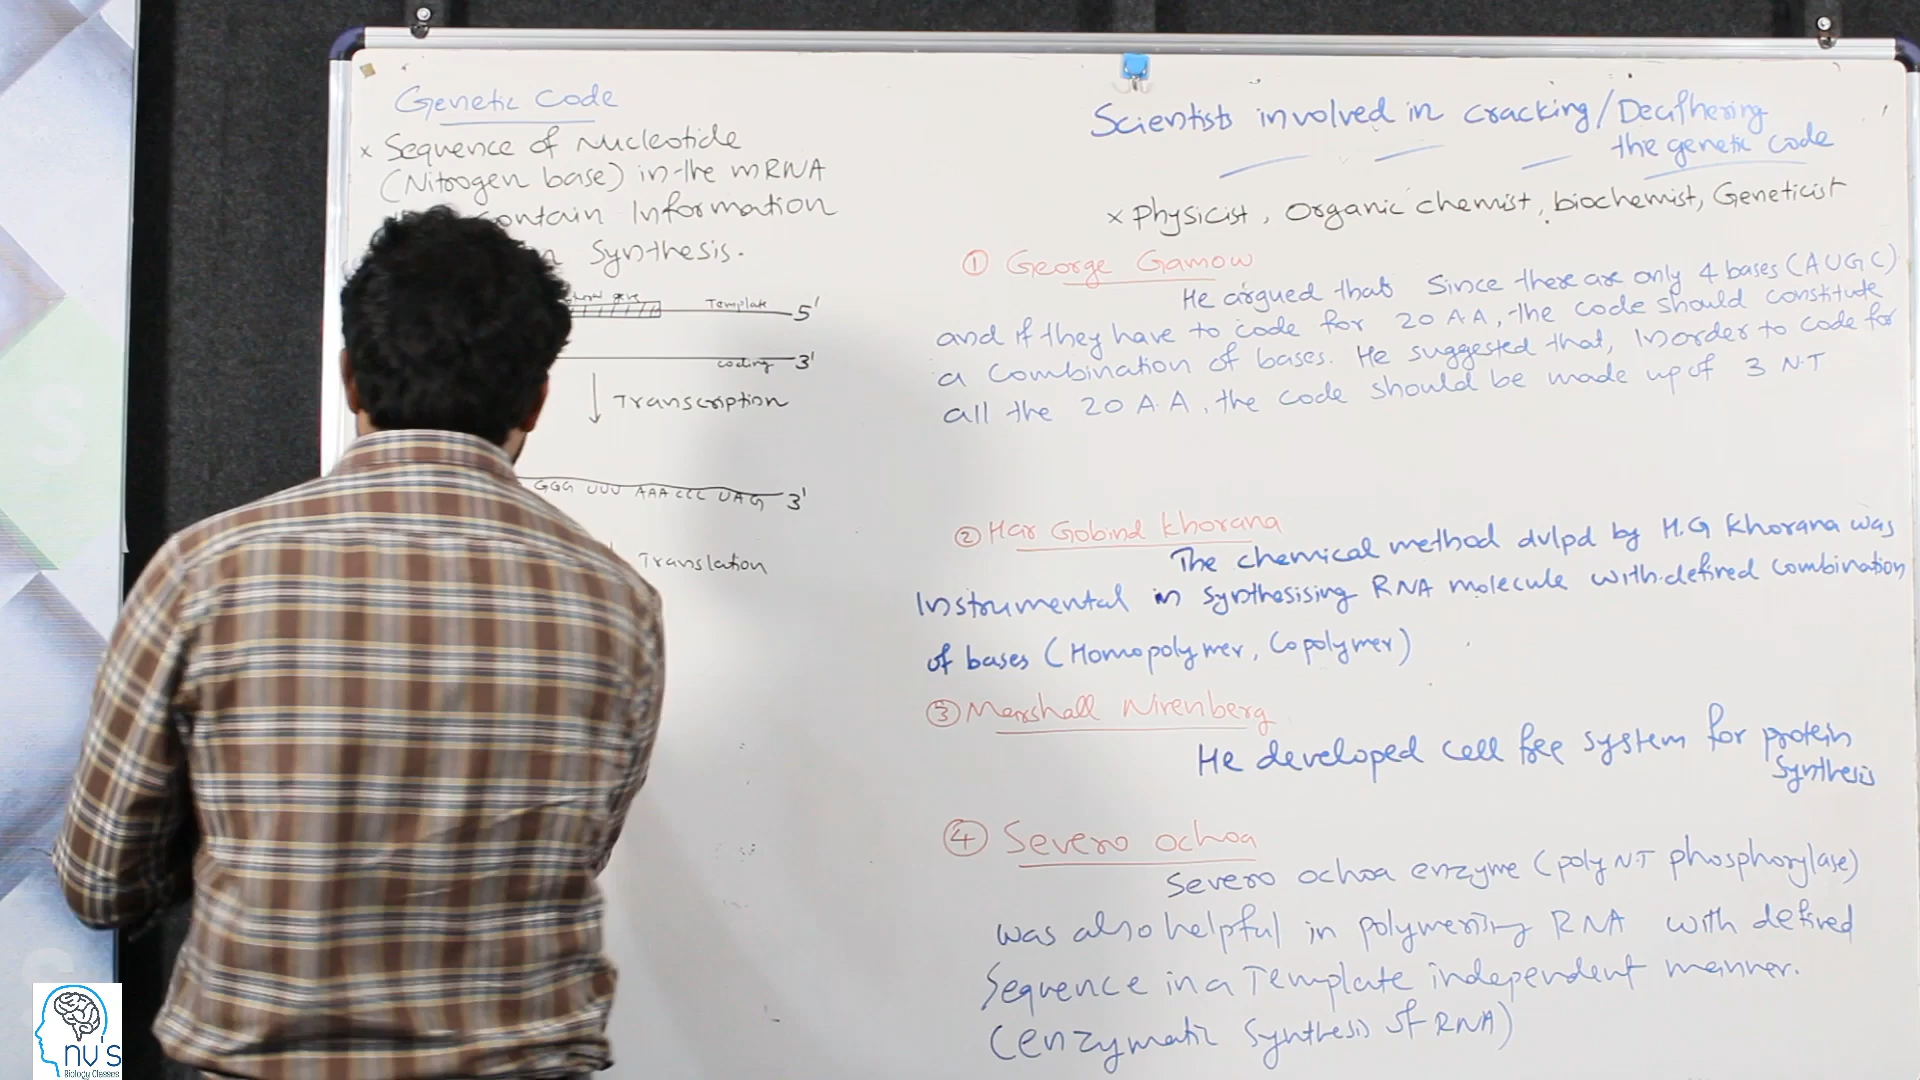 Genetic Code
x Sequence of Nucleotide
(Nitrogen base) in the mRNA
contain Information
Synthesis.
Template 5'
coding 3'
↓ Transcription
GGG UUU AAA CCC UAG 3'
Translation
Scientists involved in cracking/Deciphering
the genetic code
x Physicist, Organic chemist, biochemist, Geneticist
① George Gamow
He argued that Since there are only 4 bases (AUGC)
and if they have to code for 20 A.A, the code should constitute
a combination of bases. He suggested that, Inorder to code for
all the 20 A.A, the code should be made up of 3 N.T
② Har Gobind Khorana
The chemical method dvlpd by H.G Khorana was
Instrumental in synthesising RNA molecule with defined combination
of bases (Homopolymer, Copolymer)
③ Marshall Nirenberg
He developed cell free system for protein
synthesis
④ Severo ochoa
Severo ochoa enzyme (poly N.T phosphorylase)
was also helpful in polymerising RNA with defined
Sequence in a Template independent manner.
(enzymatic synthesis of RNA)
nv's
Biology Classes